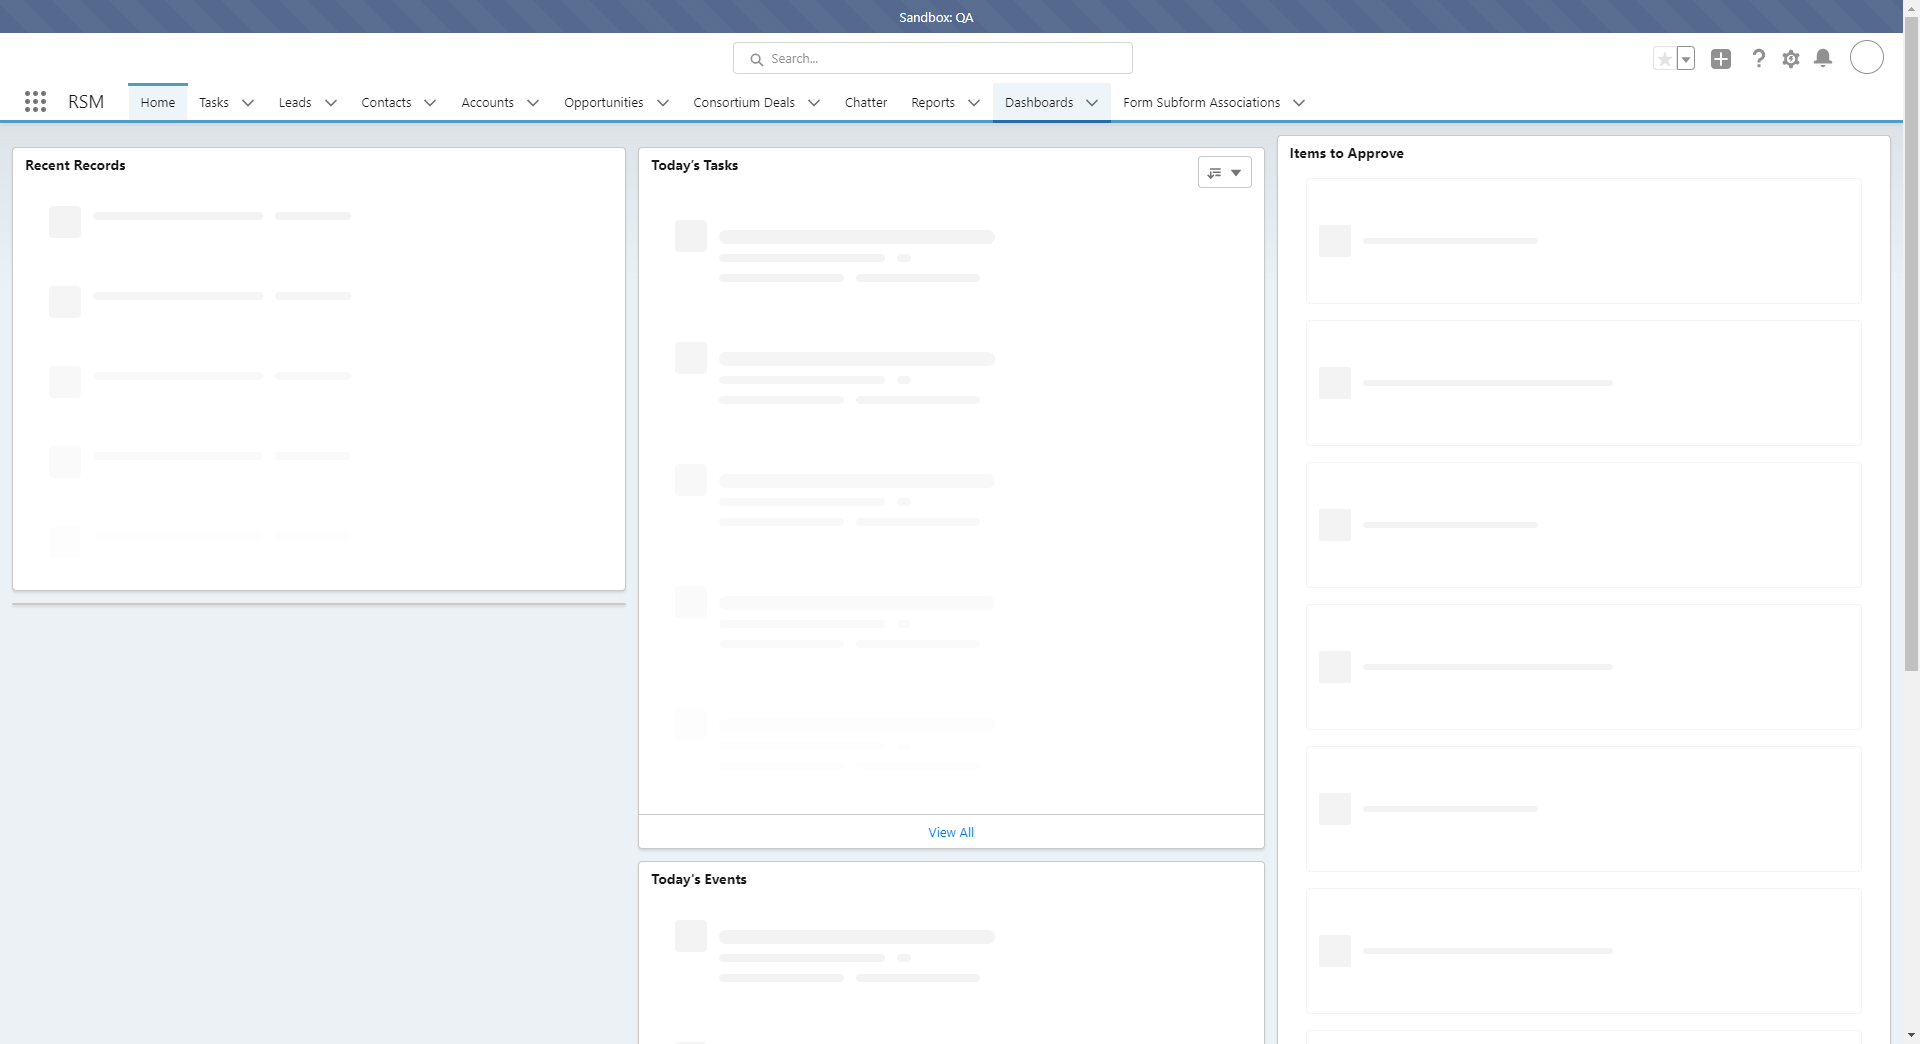 Sandbox: QA
Search...
RSM
Home
Tasks
Leads
Contacts
Accounts
Opportunities
Consortium Deals
Chatter
Reports
Dashboards
Form Subform Associations
Recent Records
Today’s Tasks
View All
Today's Events
Items to Approve